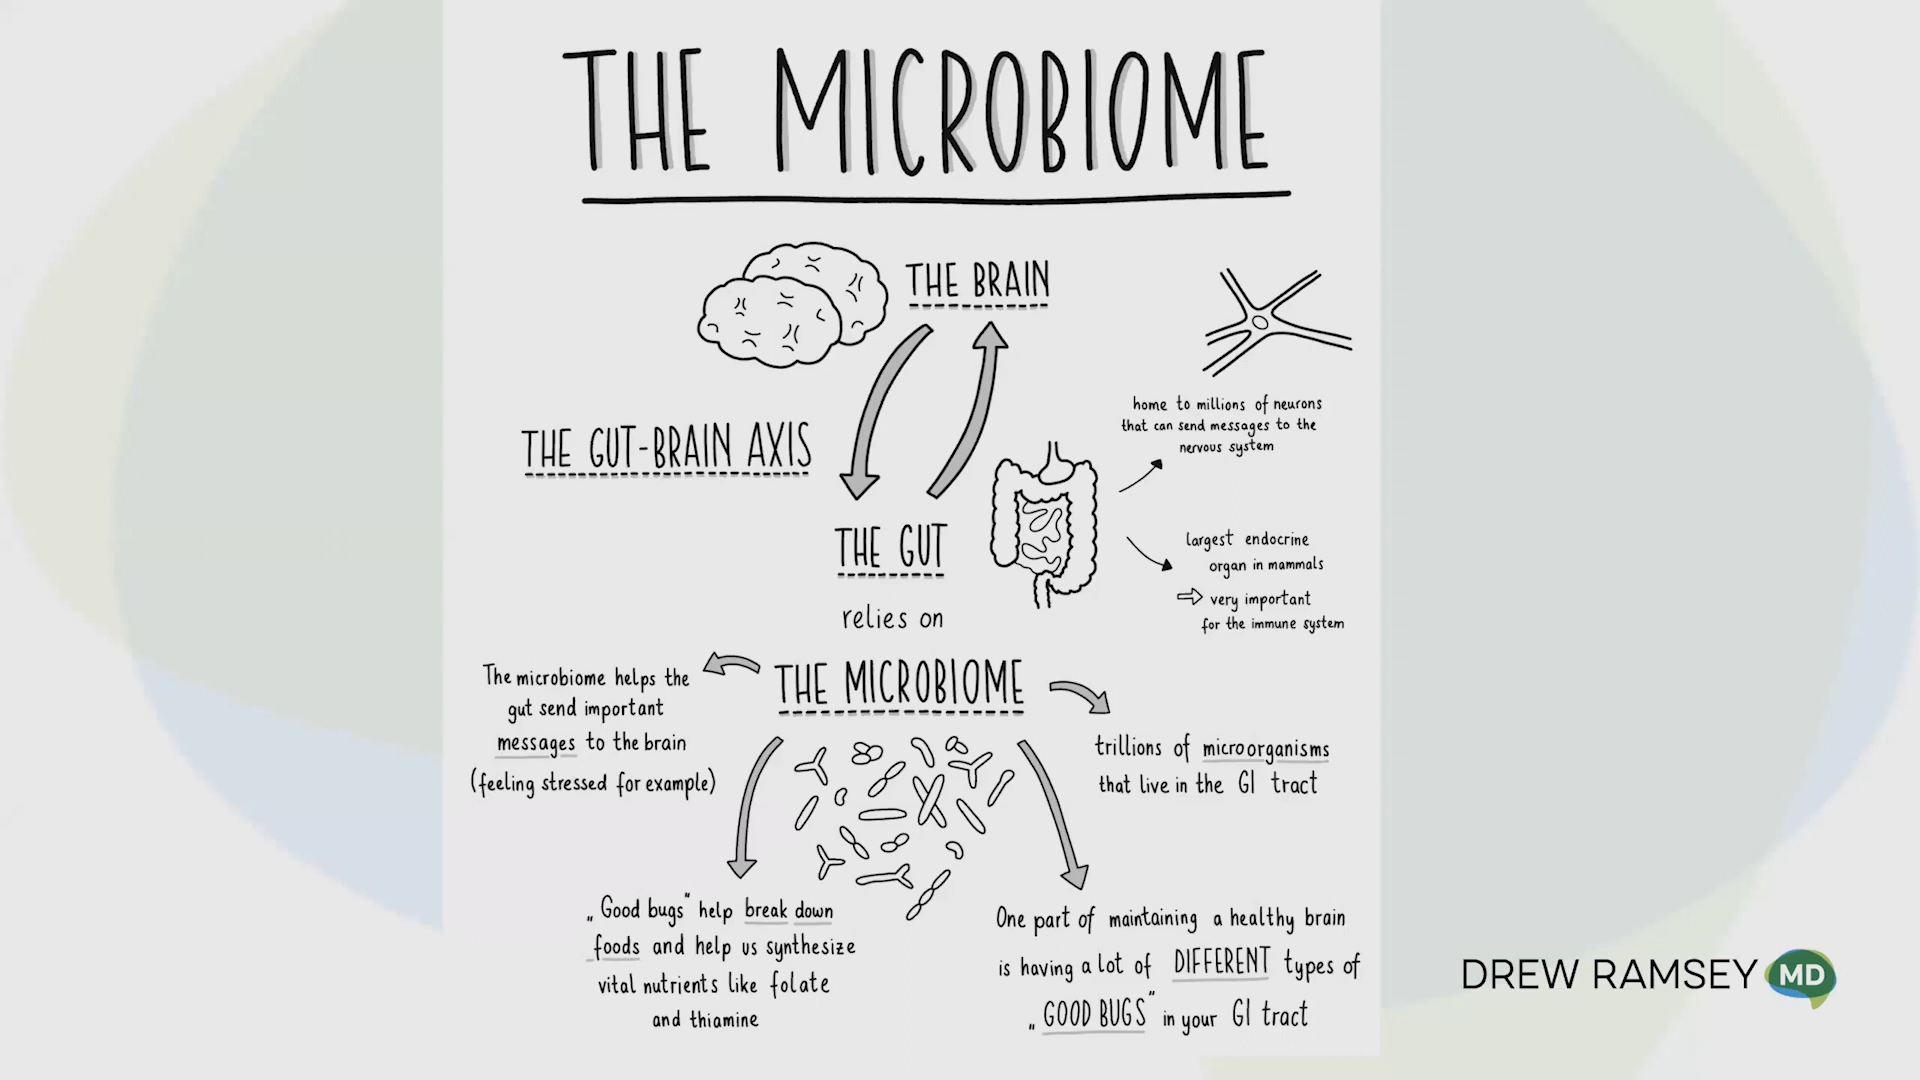 THE MICROBIOME
THE BRAIN
THE GUT-BRAIN AXIS
home to millions of neurons
that can send messages to the
nervous system
THE GUT
largest endocrine
organ in mammals
⇨ very important
for the immune system
relies on
THE MICROBIOME
The microbiome helps the
gut send important
messages to the brain
(feeling stressed for example)
trillions of microorganisms
that live in the GI tract
„Good bugs“ help break down
foods and help us synthesize
vital nutrients like folate
and thiamine
One part of maintaining a healthy brain
is having a lot of DIFFERENT types of
„GOOD BUGS“ in your GI tract
DREW RAMSEY MD